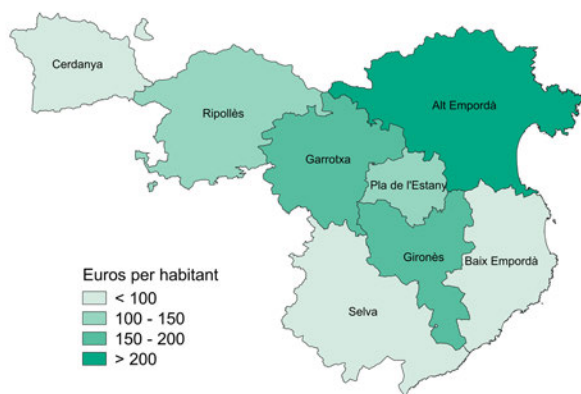 Cerdanya
Ripollès
Alt Empordà
Garrotxa
Pla de l'Estany
Gironès
Baix Empordà
Selva
Euros per habitant
< 100
100 - 150
150 - 200
> 200